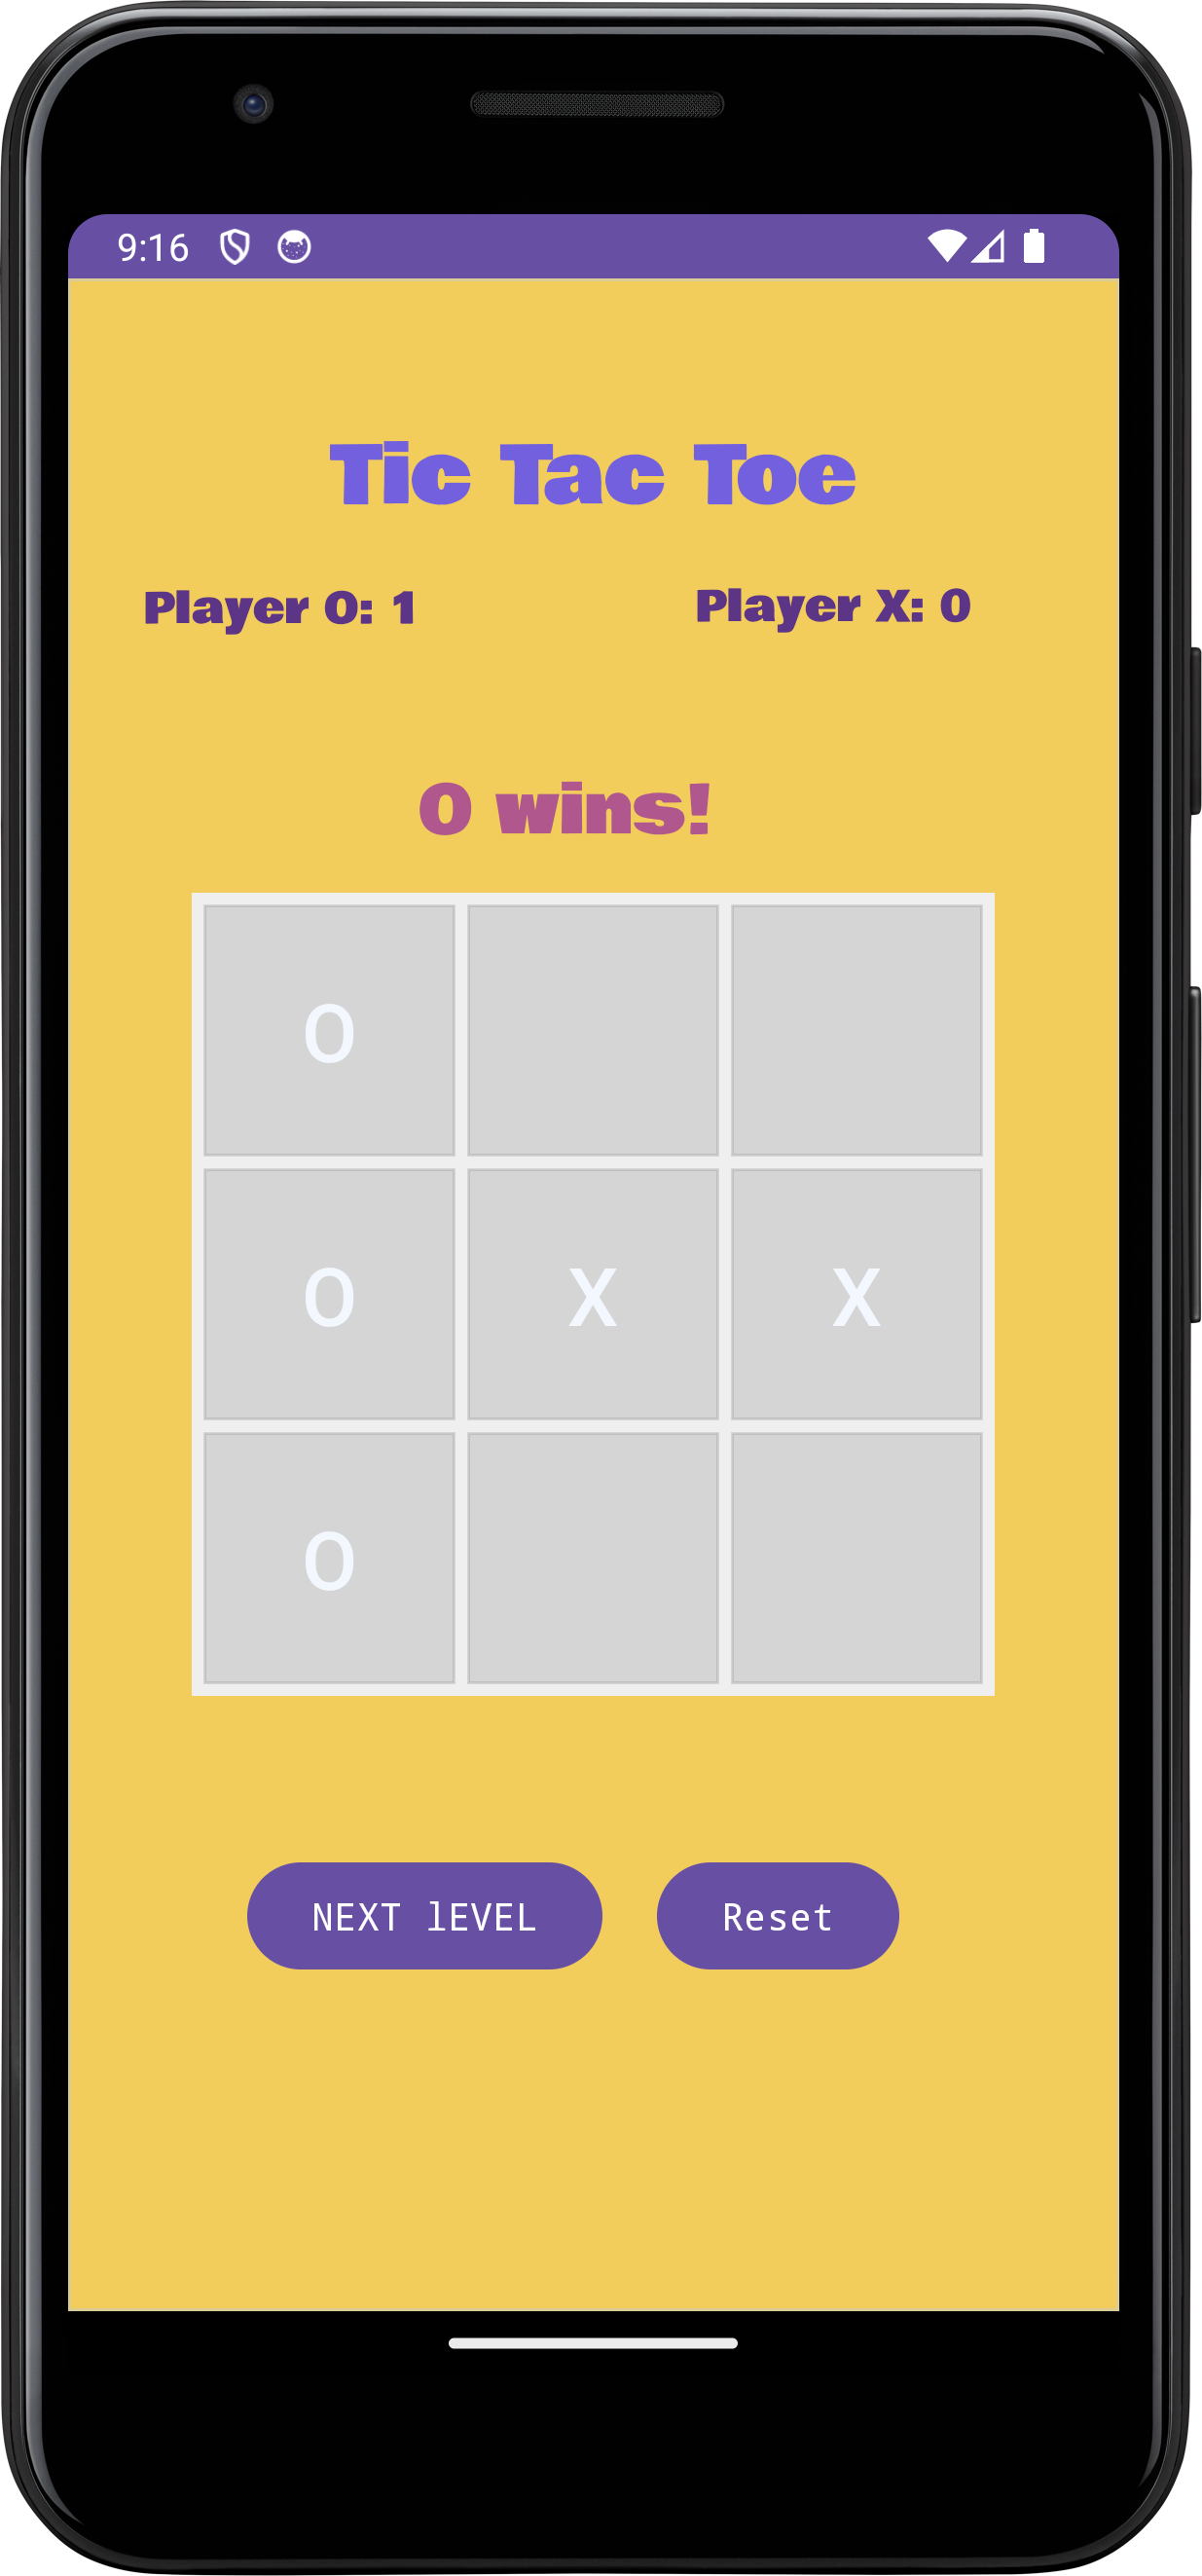 9:16
Tic Tac Toe
Player O: 1 Player X: 0
O wins!
O
O X X
O
NEXT lEVEL Reset